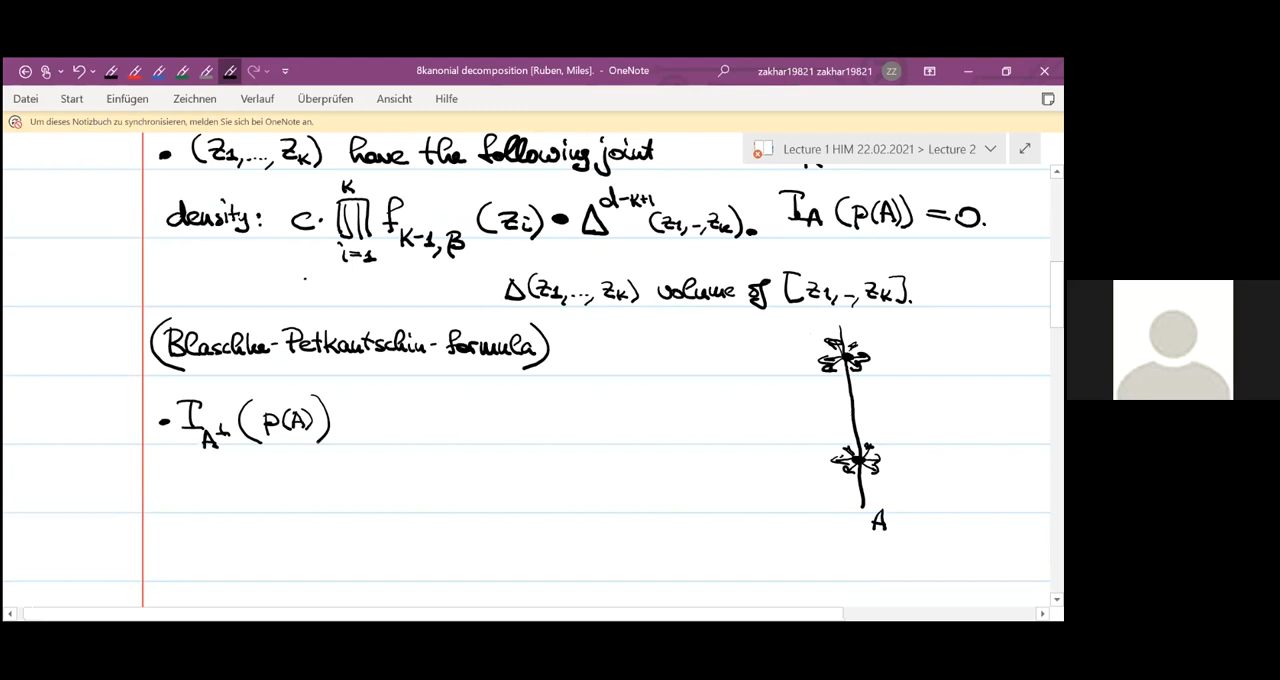 8kanonial decomposition [Ruben, Miles]. - OneNote
zakhar19821 zakhar19821
ZZ
Datei Start Einfügen Zeichnen Verlauf Überprüfen Ansicht Hilfe
Um dieses Notizbuch zu synchronisieren, melden Sie sich bei OneNote an.
Lecture 1 HIM 22.02.2021 > Lecture 2
• (Z1,...,ZK) have the following joint
density: c· ∏_{i=1}^{K} f_{K-1,β} (Zi) • Δ^{d-K+1} (Z1,-,ZK). I_A (P(A)) = 0.
Δ(Z1,...,ZK) volume of [Z1,-,ZK].
(Blaschke-Petkantschin-formula)
• I_{A^⊥} (P(A))
A